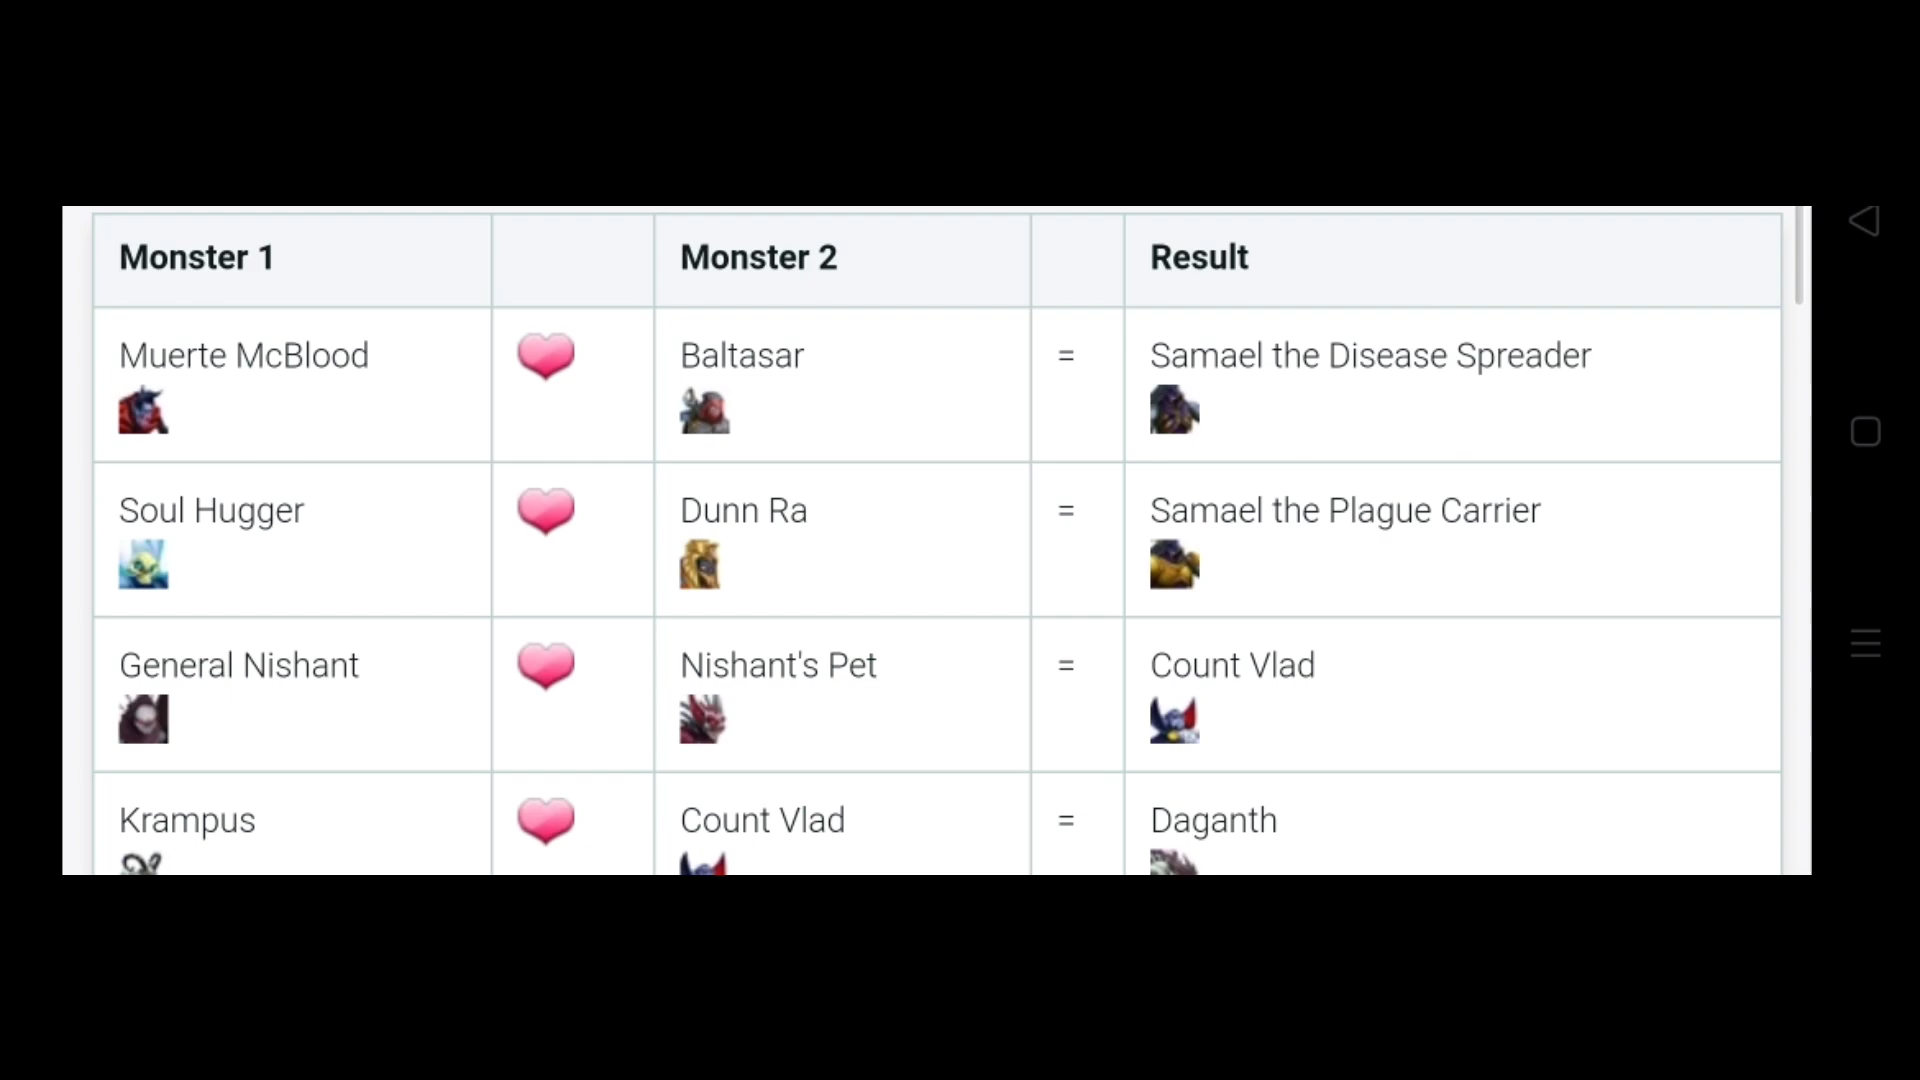 Monster 1 Monster 2 Result
Muerte McBlood Baltasar = Samael the Disease Spreader
Soul Hugger Dunn Ra = Samael the Plague Carrier
General Nishant Nishant's Pet = Count Vlad
Krampus Count Vlad = Daganth